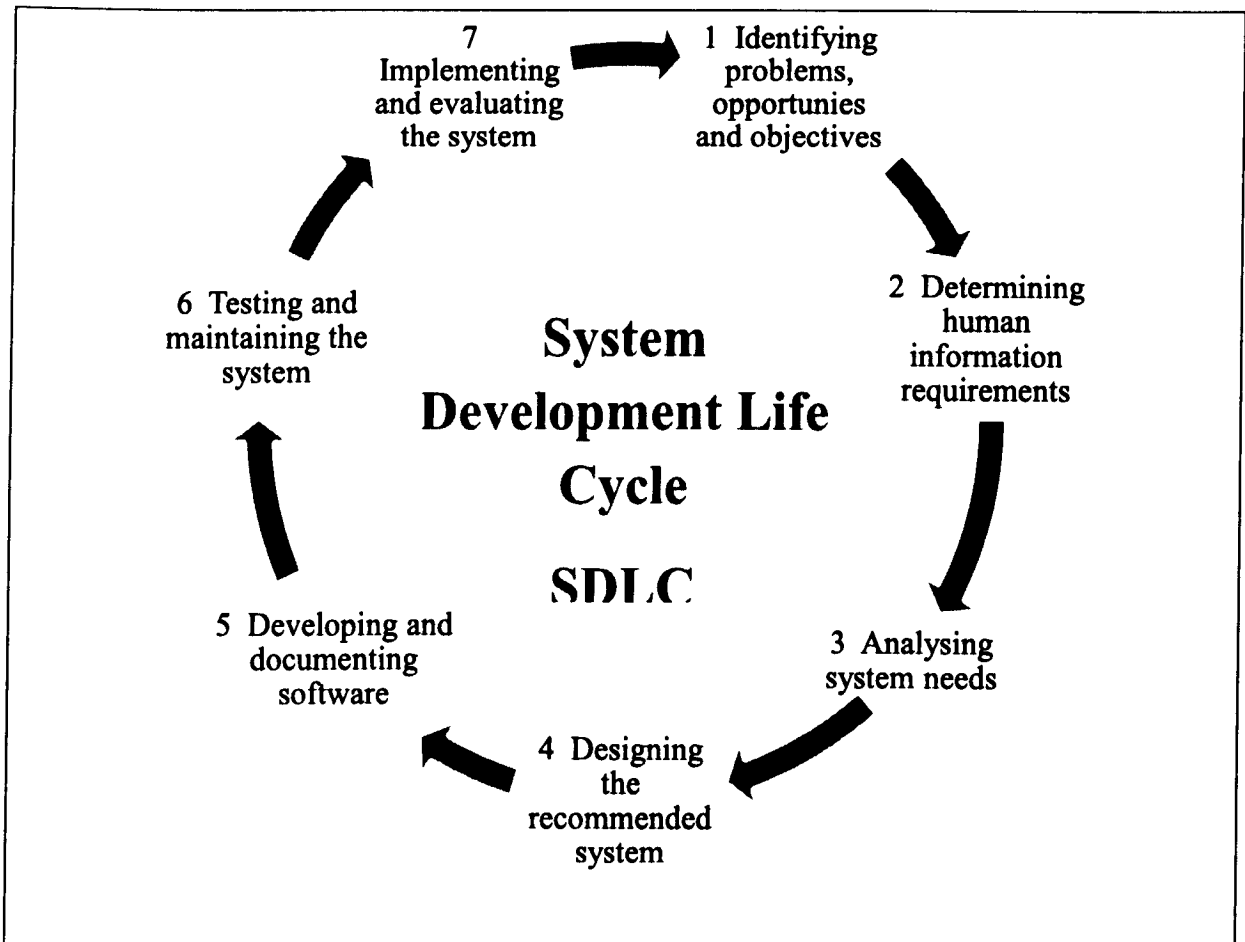 7
Implementing
and evaluating
the system
1 Identifying
problems,
opportunies
and objectives
2 Determining
human
information
requirements
3 Analysing
system needs
4 Designing
the
recommended
system
5 Developing and
documenting
software
6 Testing and
maintaining the
system
System
Development Life
Cycle
SDLC